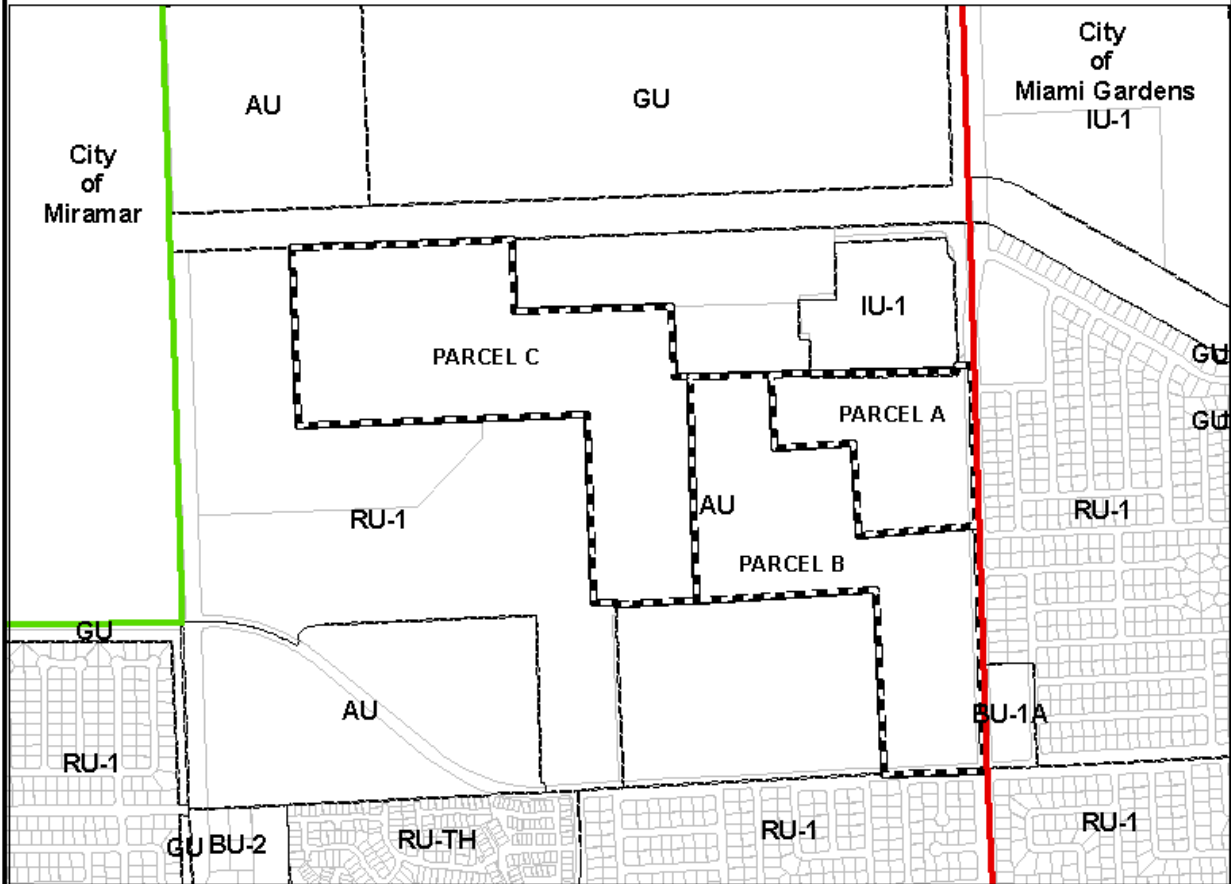 City
of
Miami Gardens
IU-1
AU
GU
City
of
Miramar
IU-1
GU
PARCEL C
PARCEL A
GU
RU-1
AU
RU-1
PARCEL B
GU
AU
BU-1A
RU-1
RU-1
RU-1
GU
BU-2
RU-TH